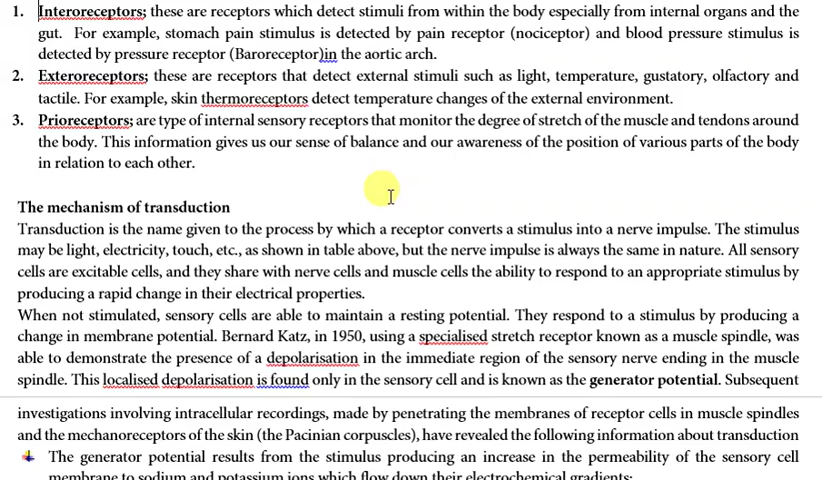 1. Interoreceptors; these are receptors which detect stimuli from within the body especially from internal organs and the
gut. For example, stomach pain stimulus is detected by pain receptor (nociceptor) and blood pressure stimulus is
detected by pressure receptor (Baroreceptor)in the aortic arch.
2. Exteroreceptors; these are receptors that detect external stimuli such as light, temperature, gustatory, olfactory and
tactile. For example, skin thermoreceptors detect temperature changes of the external environment.
3. Prioreceptors; are type of internal sensory receptors that monitor the degree of stretch of the muscle and tendons around
the body. This information gives us our sense of balance and our awareness of the position of various parts of the body
in relation to each other.
The mechanism of transduction
Transduction is the name given to the process by which a receptor converts a stimulus into a nerve impulse. The stimulus
may be light, electricity, touch, etc., as shown in table above, but the nerve impulse is always the same in nature. All sensory
cells are excitable cells, and they share with nerve cells and muscle cells the ability to respond to an appropriate stimulus by
producing a rapid change in their electrical properties.
When not stimulated, sensory cells are able to maintain a resting potential. They respond to a stimulus by producing a
change in membrane potential. Bernard Katz, in 1950, using a specialised stretch receptor known as a muscle spindle, was
able to demonstrate the presence of a depolarisation in the immediate region of the sensory nerve ending in the muscle
spindle. This localised depolarisation is found only in the sensory cell and is known as the generator potential. Subsequent
investigations involving intracellular recordings, made by penetrating the membranes of receptor cells in muscle spindles
and the mechanoreceptors of the skin (the Pacinian corpuscles), have revealed the following information about transduction
The generator potential results from the stimulus producing an increase in the permeability of the sensory cell
membrane to sodium and potassium ions which flow down their electrochemical gradients;